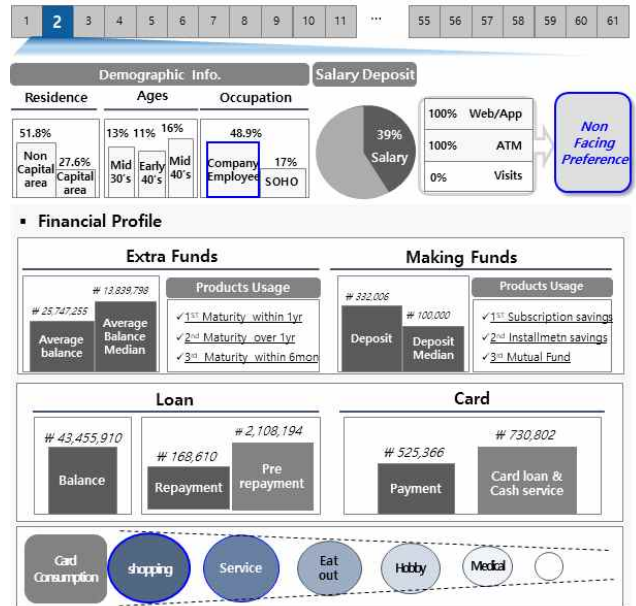 1 2 3 4 5 6 7 8 9 10 11 ... 55 56 57 58 59 60 61
Demographic Info.
Salary Deposit
Residence
Ages
Occupation
51.8%
Non
Capital
area
27.6%
Capital
area
13% 11% 16%
Mid
30's
Early
40's
Mid
40's
48.9%
Company
Employee
17%
SOHO
39%
Salary
100% Web/App
100% ATM
0% Visits
Non
Facing
Preference
▪ Financial Profile
Extra Funds
₩ 25,747,255
Average
balance
₩ 13,839,798
Average
Balance
Median
Products Usage
✓1ST Maturity within 1yr
✓2nd Maturity over 1yr
✓3rd Maturity within 6mon
Making Funds
₩ 332,006
Deposit
₩ 100,000
Deposit
Median
Products Usage
✓1ST Subscription savings
✓2nd Installmetn savings
✓3rd Mutual Fund
Loan
₩ 43,455,910
Balance
₩ 168,610
Repayment
₩ 2,108,194
Pre
repayment
Card
₩ 525,366
Payment
₩ 730,802
Card loan &
Cash service
Card
Consumption
shopping
Service
Eat
out
Hobby
Medical